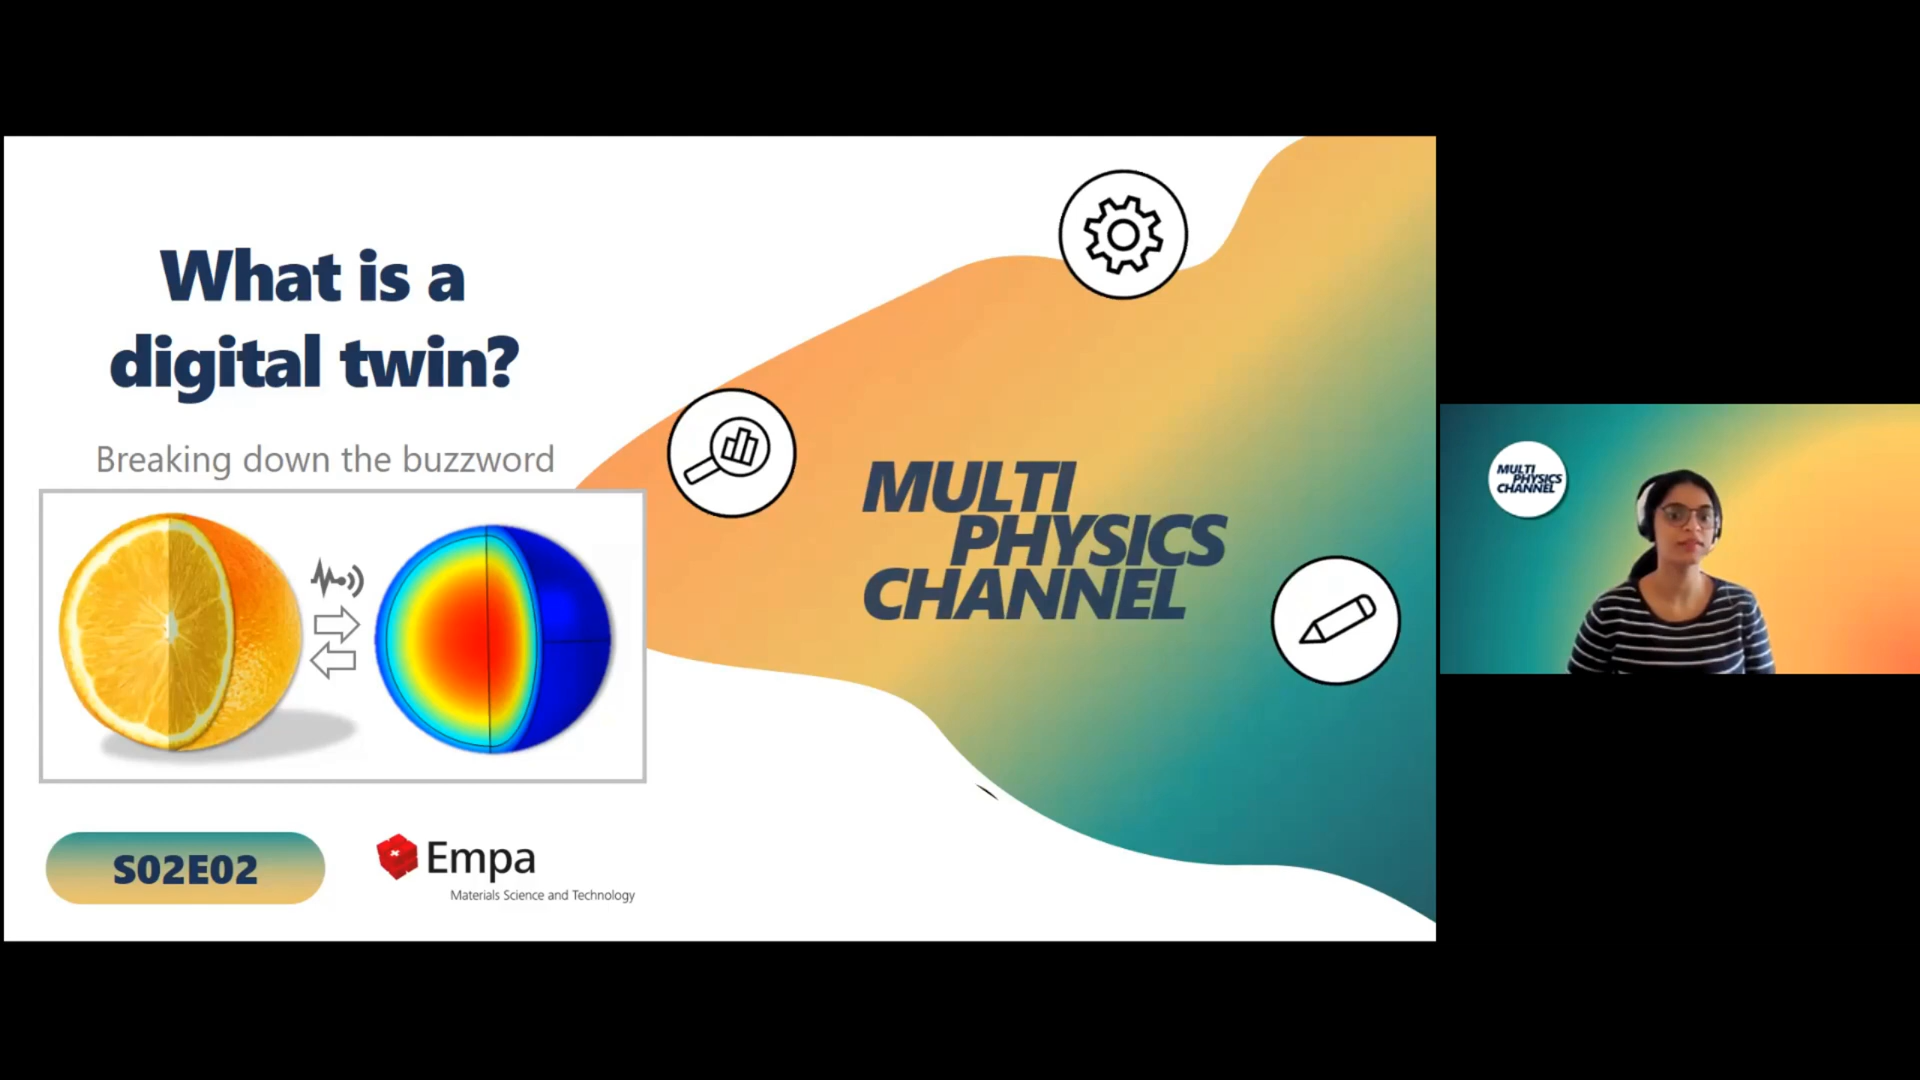 What is a
digital twin?
Breaking down the buzzword
MULTI
PHYSICS
CHANNEL
S02E02
Empa
Materials Science and Technology
MULTI
PHYSICS
CHANNEL